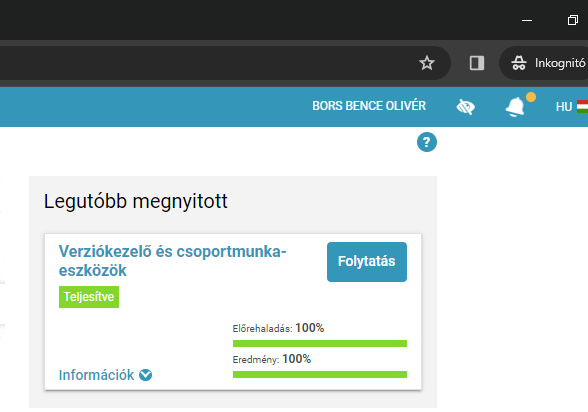 Inkognitó
BORS BENCE OLIVÉR
HU
?
Legutóbb megnyitott
Verziókezelő és csoportmunka-
eszközök
Folytatás
Teljesítve
Előrehaladás: 100%
Eredmény: 100%
Információk